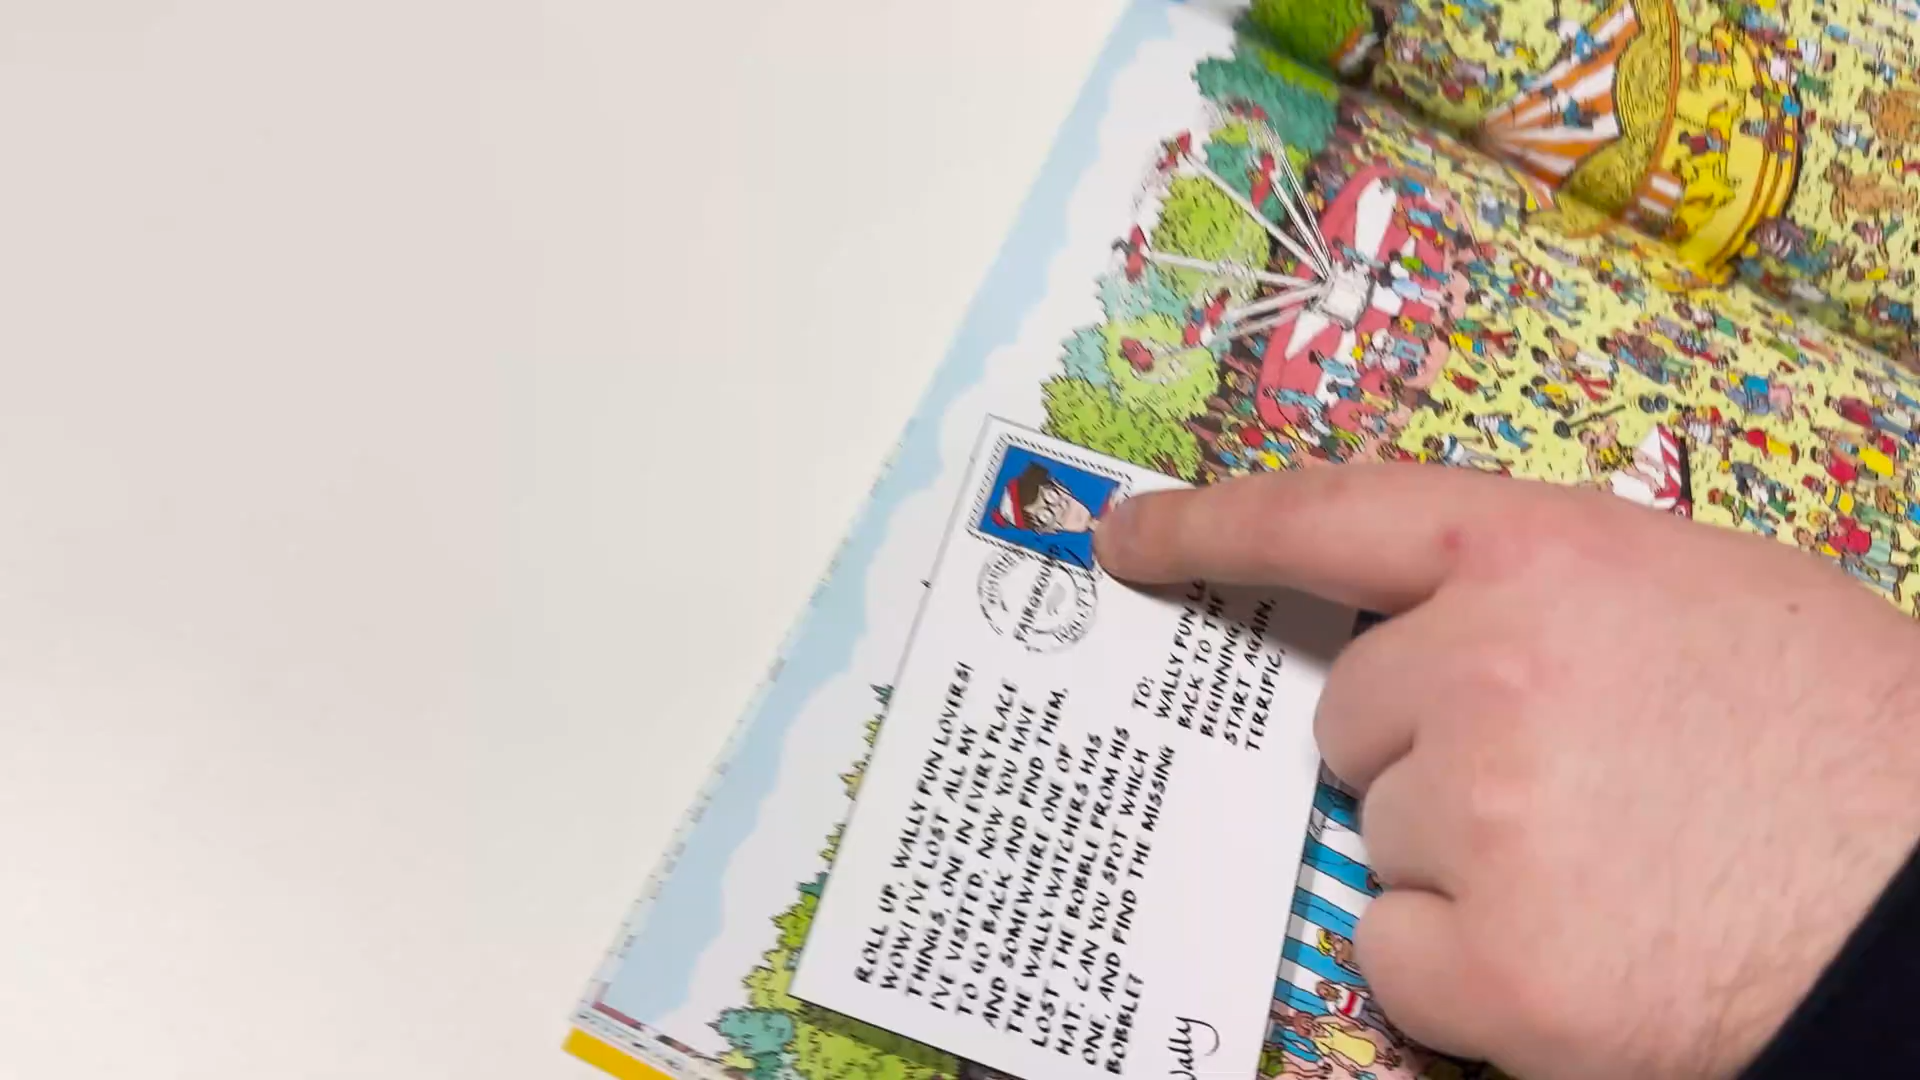 FAIRGROUND
ROLL UP, WALLY FUN LOVERS!
WOW! I'VE LOST ALL MY
THINGS, ONE IN EVERY PLACE
I'VE VISITED. NOW YOU HAVE
TO GO BACK AND FIND THEM.
AND SOMEWHERE ONE OF
THE WALLY-WATCHERS HAS
LOST THE BOBBLE FROM HIS
HAT. CAN YOU SPOT WHICH
ONE, AND FIND THE MISSING
BOBBLE?
Wally
TO:
WALLY FUN
BACK TO THE
BEGINNING,
START AGAIN,
TERRIFIC,